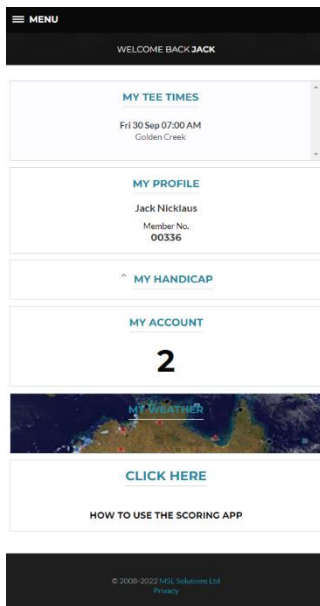 MENU
WELCOME BACK JACK
MY TEE TIMES
Fri 30 Sep 07:00 AM
Golden Creek
MY PROFILE
Jack Nicklaus
Member No.
00336
^ MY HANDICAP
MY ACCOUNT
2
MY WEATHER
CLICK HERE
HOW TO USE THE SCORING APP
© 2008-2022 MSL Solutions Ltd
Privacy